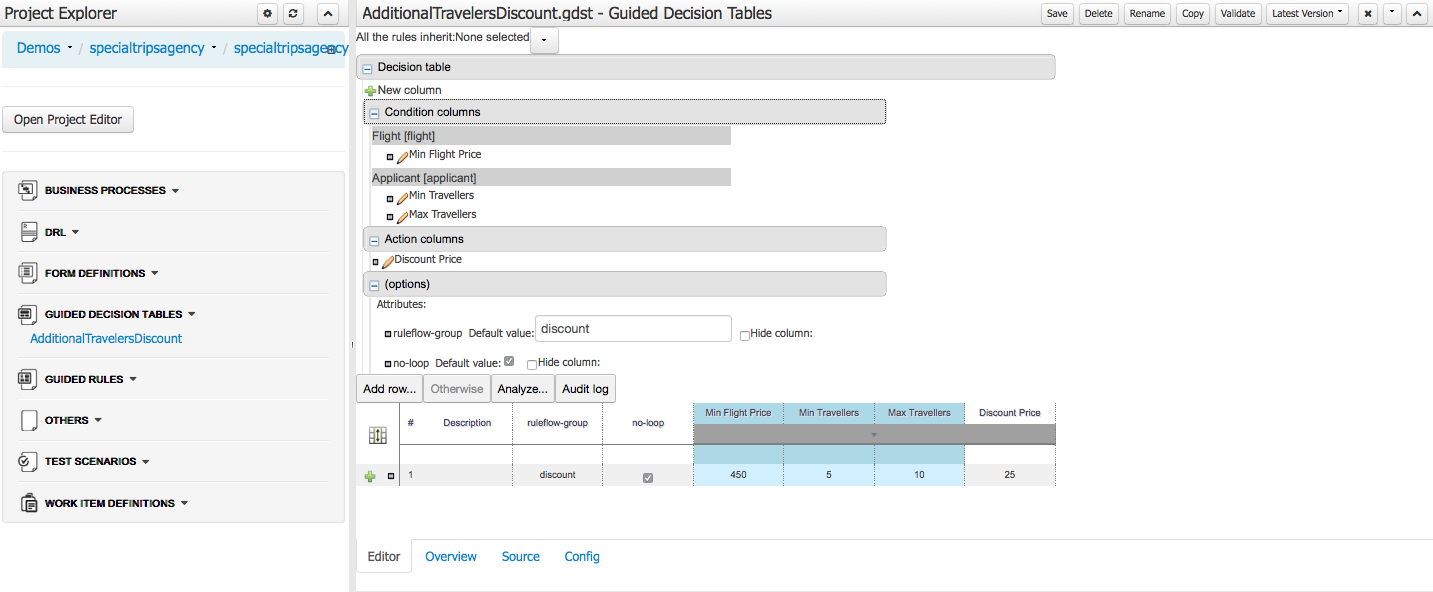 Project Explorer
Demos / specialtripsagency / specialtripsagency
Open Project Editor
BUSINESS PROCESSES
DRL
FORM DEFINITIONS
GUIDED DECISION TABLES
AdditionalTravelersDiscount
GUIDED RULES
OTHERS
TEST SCENARIOS
WORK ITEM DEFINITIONS
AdditionalTravelersDiscount.gdst - Guided Decision Tables
Save Delete Rename Copy Validate Latest Version
All the rules inherit:None selected
Decision table
New column
Condition columns
Flight [flight]
Min Flight Price
Applicant [applicant]
Min Travellers
Max Travellers
Action columns
Discount Price
(options)
Attributes:
ruleflow-group Default value: discount Hide column:
no-loop Default value: Hide column:
Add row... Otherwise Analyze... Audit log
# Description ruleflow-group no-loop Min Flight Price Min Travellers Max Travellers Discount Price
1 discount 450 5 10 25
Editor Overview Source Config